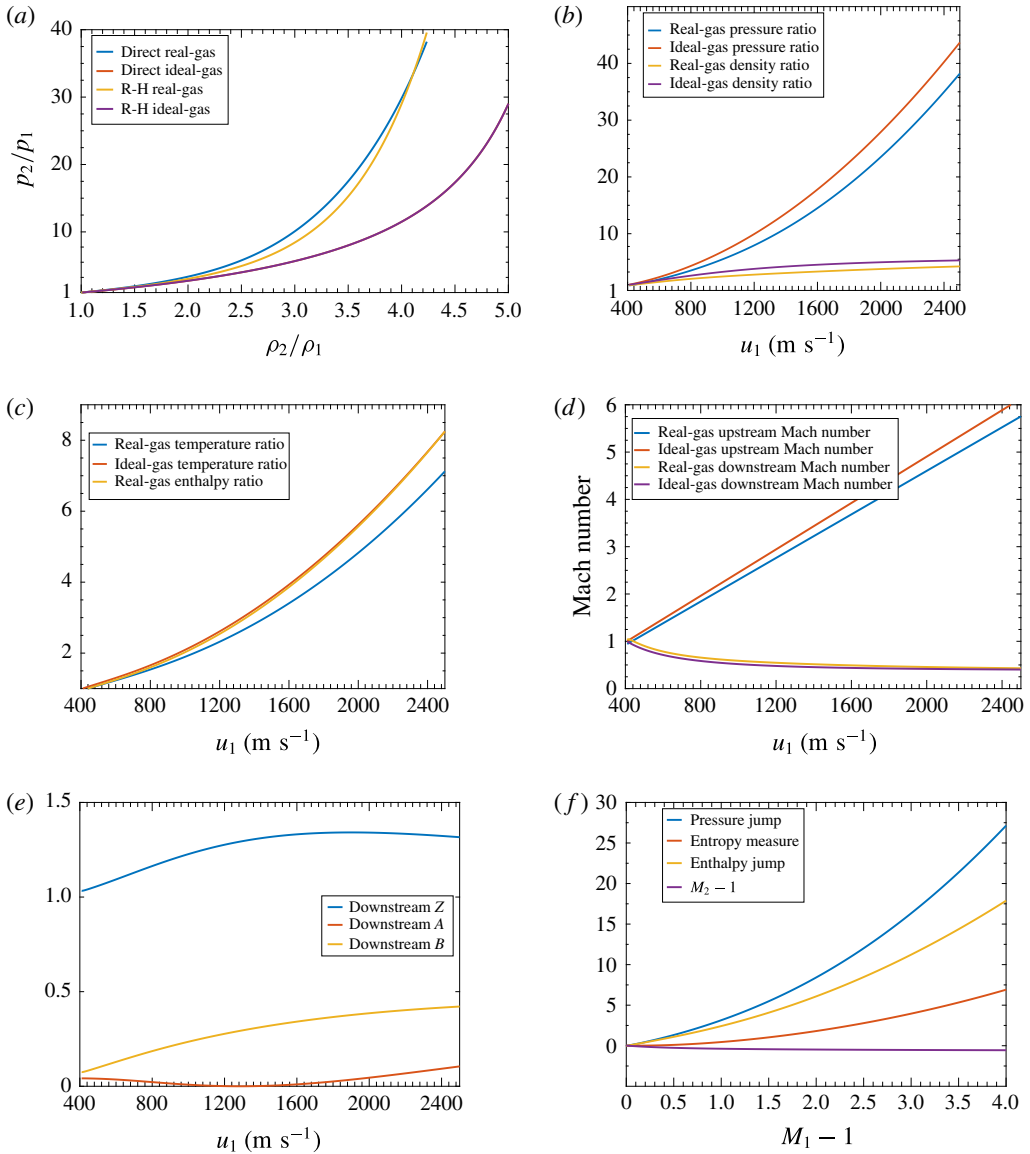 (a)
40
Direct real-gas
Direct ideal-gas
R-H real-gas
R-H ideal-gas
30
20
10
1
p2/p1
1.0 1.5 2.0 2.5 3.0 3.5 4.0 4.5 5.0
ρ2/ρ1
(b)
Real-gas pressure ratio
Ideal-gas pressure ratio
Real-gas density ratio
Ideal-gas density ratio
40
30
20
10
1
400 800 1200 1600 2000 2400
u1 (m s−1)
(c)
Real-gas temperature ratio
Ideal-gas temperature ratio
Real-gas enthalpy ratio
8
6
4
2
400 800 1200 1600 2000 2400
u1 (m s−1)
(d)
Real-gas upstream Mach number
Ideal-gas upstream Mach number
Real-gas downstream Mach number
Ideal-gas downstream Mach number
6
5
4
3
2
1
0
Mach number
400 800 1200 1600 2000 2400
u1 (m s−1)
(e)
1.5
1.0
0.5
0
Downstream Z
Downstream A
Downstream B
400 800 1200 1600 2000 2400
u1 (m s−1)
(f)
30
25
20
15
10
5
0
Pressure jump
Entropy measure
Enthalpy jump
M2 − 1
0 0.5 1.0 1.5 2.0 2.5 3.0 3.5 4.0
M1 − 1